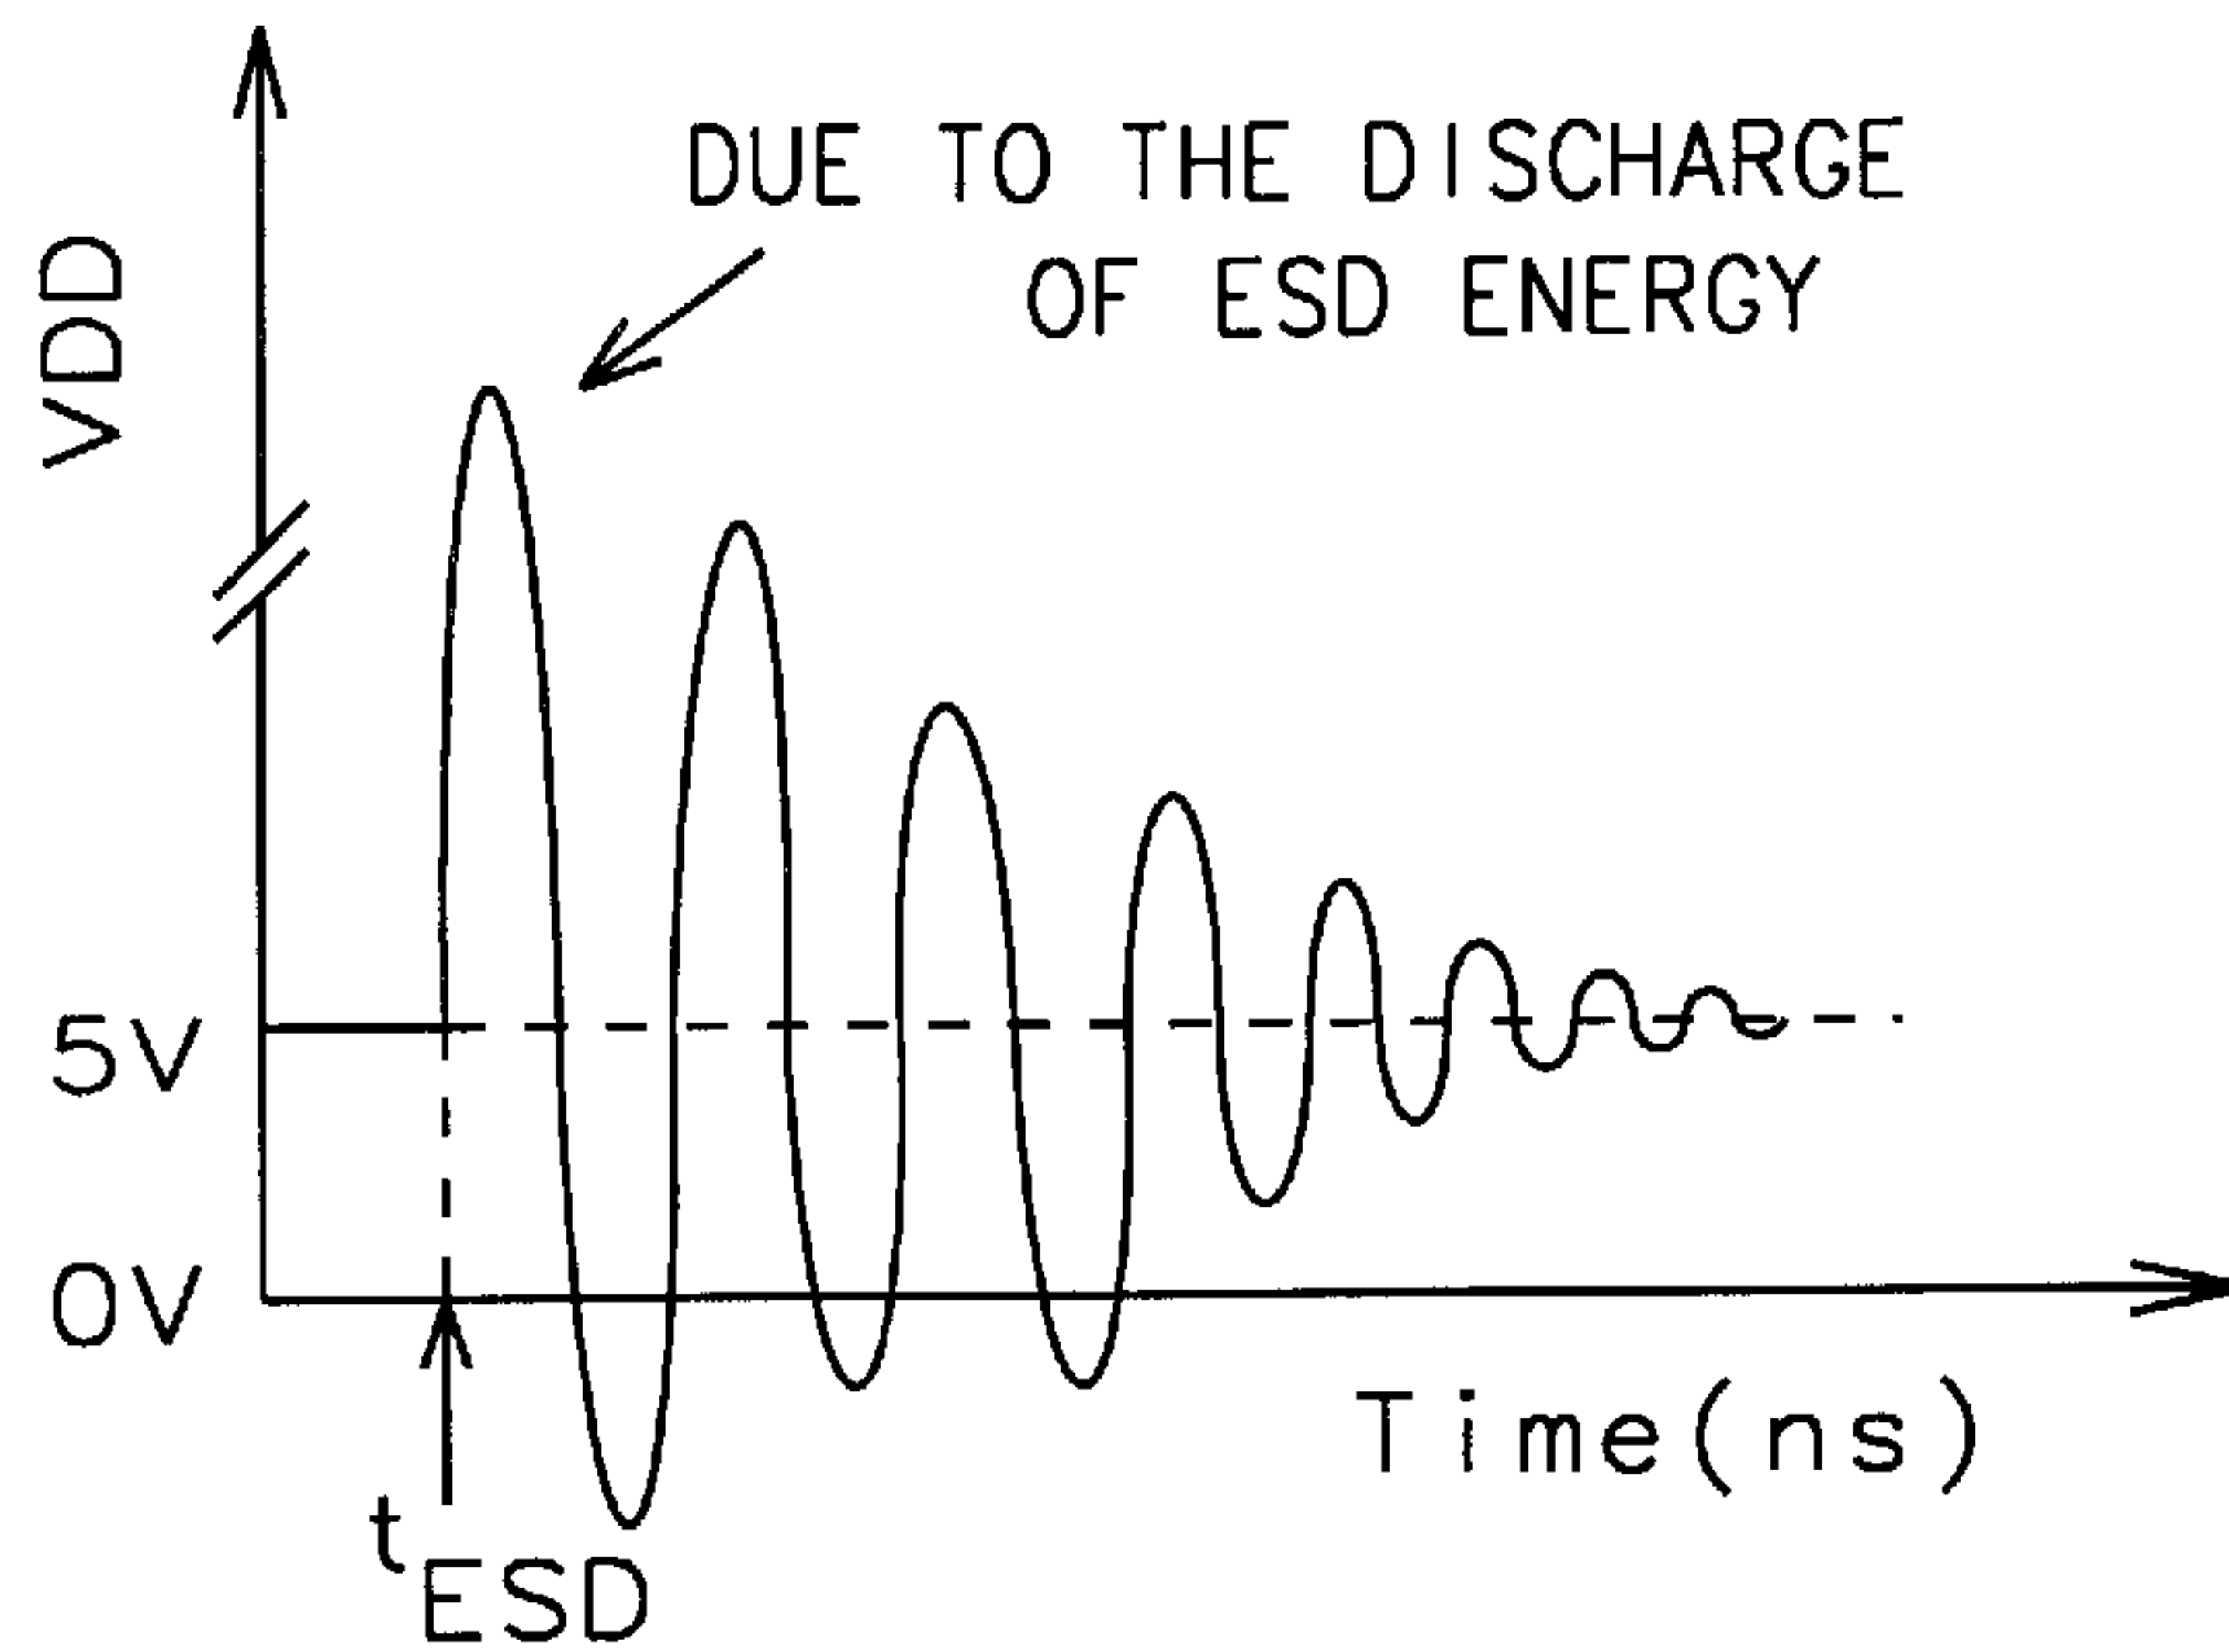 DUE TO THE DISCHARGE
OF ESD ENERGY
VDD
5V
0V
Time(ns)
tESD